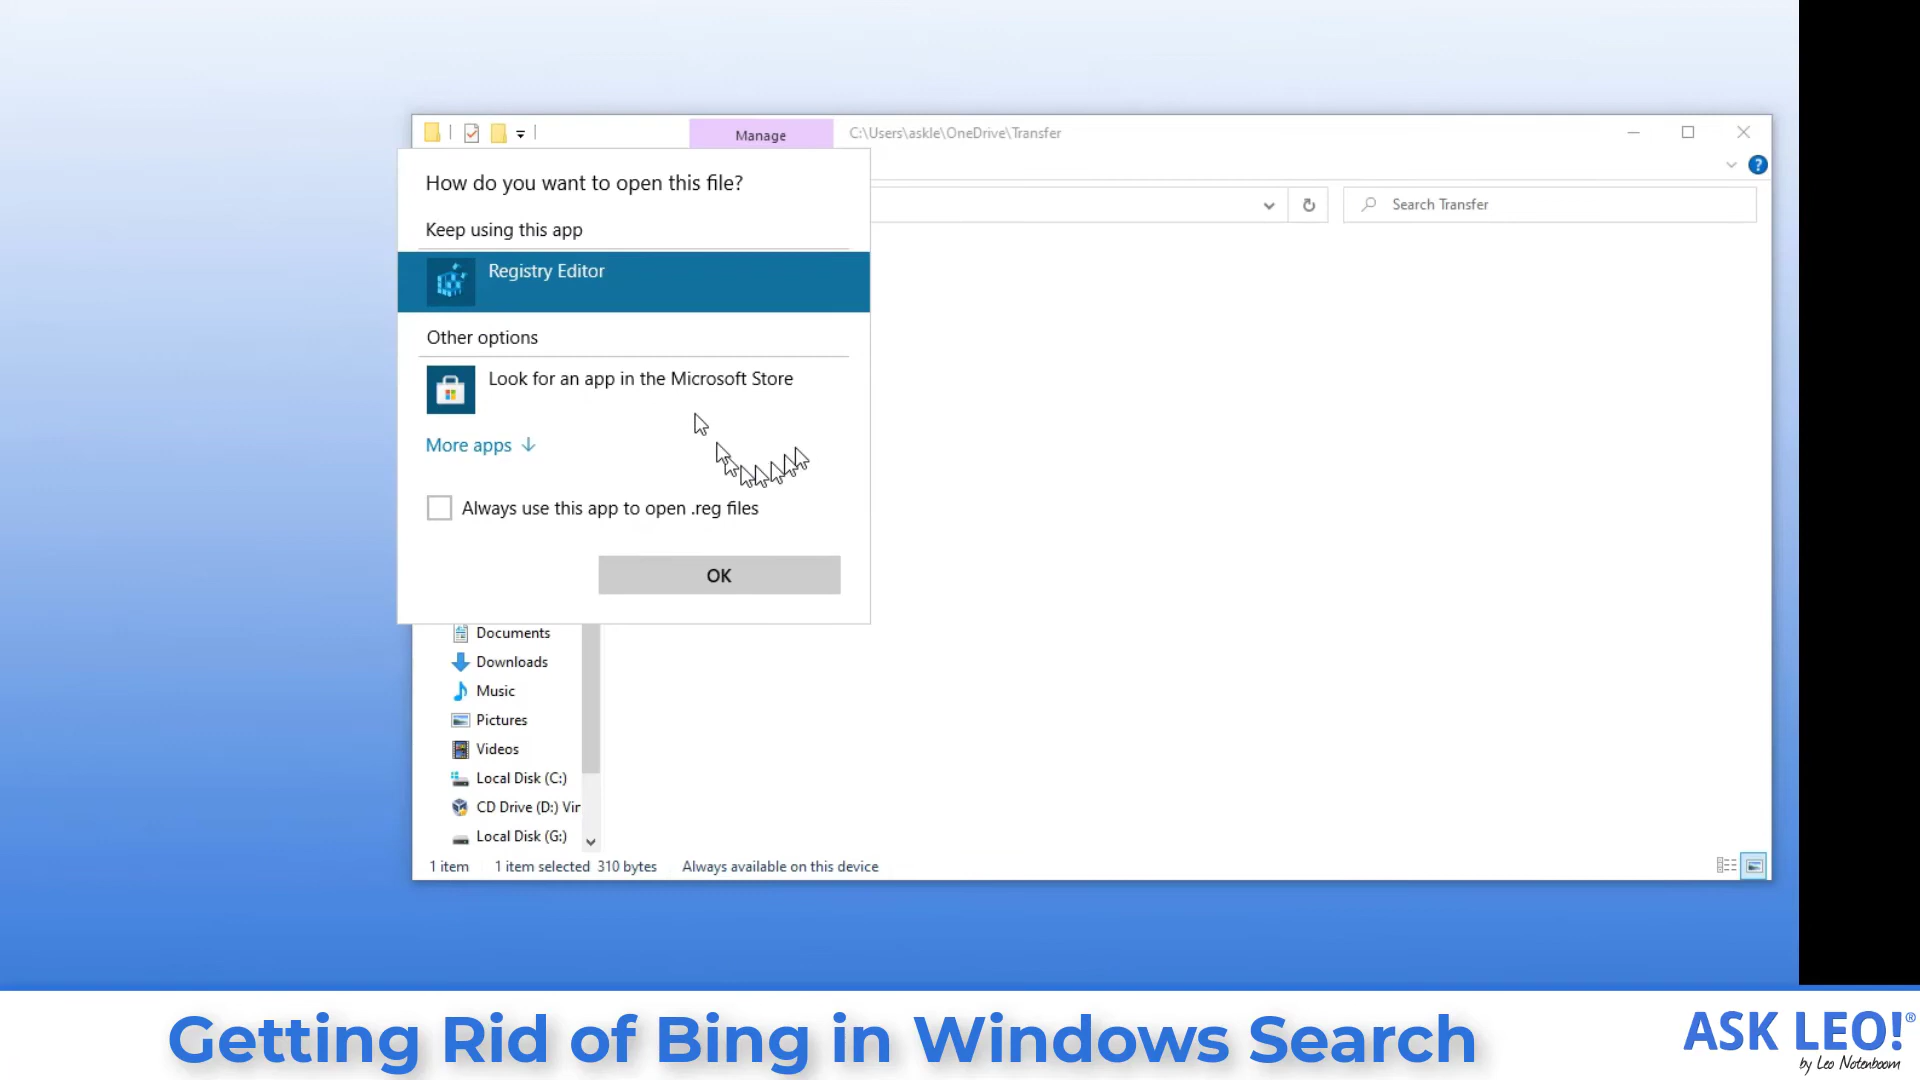 Manage
C:\Users\askle\OneDrive\Transfer
How do you want to open this file?
Search Transfer
Keep using this app
Registry Editor
Other options
Look for an app in the Microsoft Store
More apps
Always use this app to open .reg files
OK
Documents
Downloads
Music
Pictures
Videos
Local Disk (C:)
CD Drive (D:) Vir
Local Disk (G:)
1 item 1 item selected 310 bytes Always available on this device
Getting Rid of Bing in Windows Search
ASK LEO!®
by Leo Notenboom